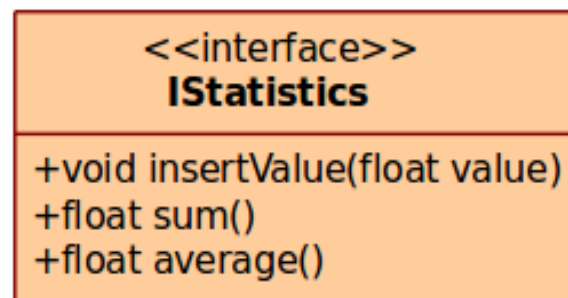 <<interface>>
IStatistics
+void insertValue(float value)
+float sum()
+float average()